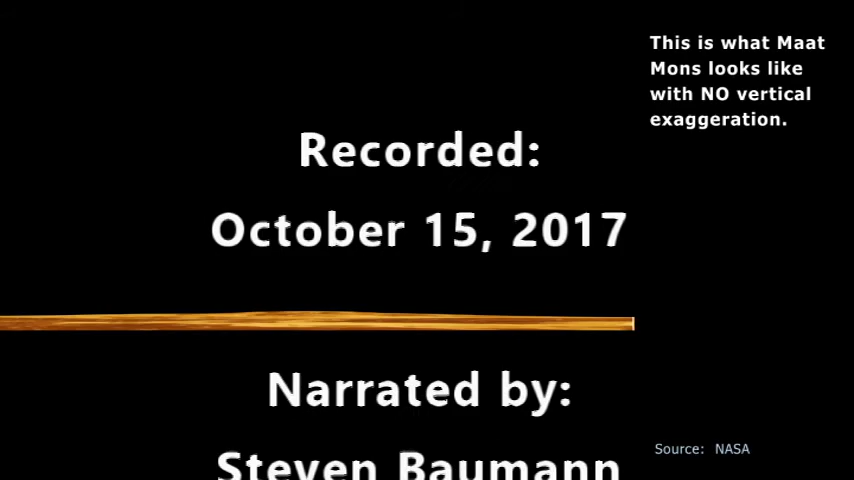 This is what Maat
Mons looks like
with NO vertical
exaggeration.
Recorded:
October 15, 2017
Narrated by:
Steven Baumann
Source: NASA